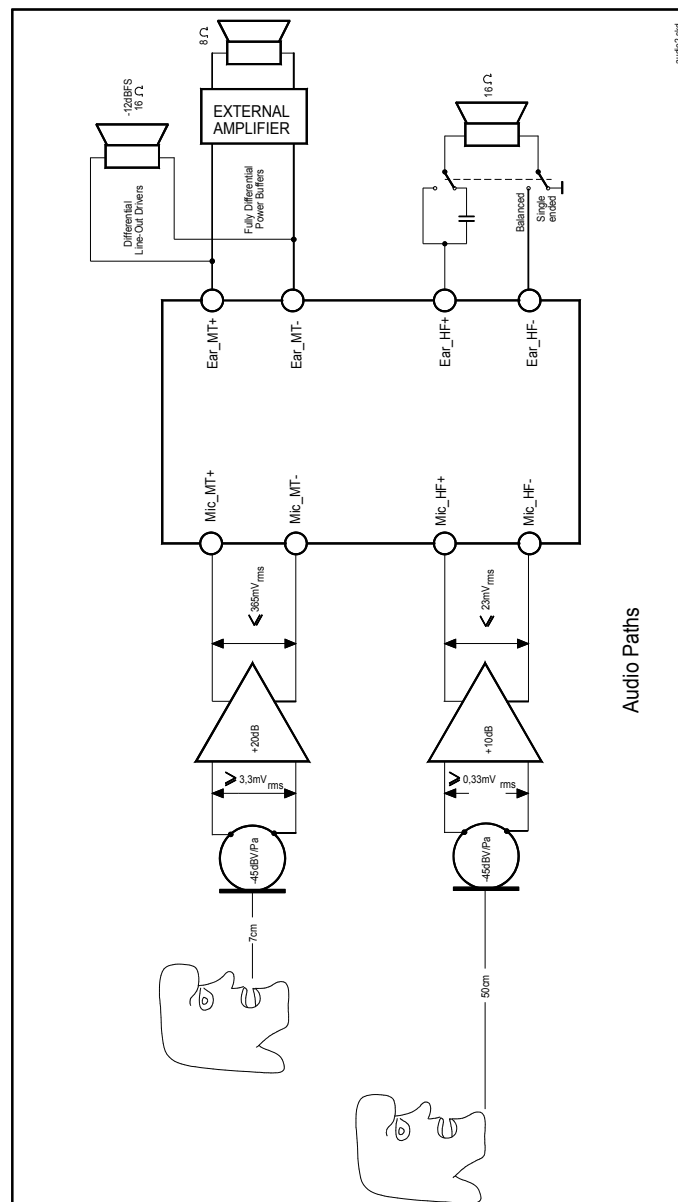 8 Ω
-12dBFS
16 Ω
EXTERNAL
AMPLIFIER
16 Ω
Differential
Line-Out Drivers
Fully Differential
Power Buffers
Balanced
Single
ended
Ear_MT+
Ear_MT-
Ear_HF+
Ear_HF-
Mic_MT+
Mic_MT-
Mic_HF+
Mic_HF-
≤ 365mVrms
≤ 23mVrms
+20dB
+10dB
≥ 3,3mVrms
≥ 0,33mVrms
-45dBV/Pa
-45dBV/Pa
7cm
50cm
Audio Paths